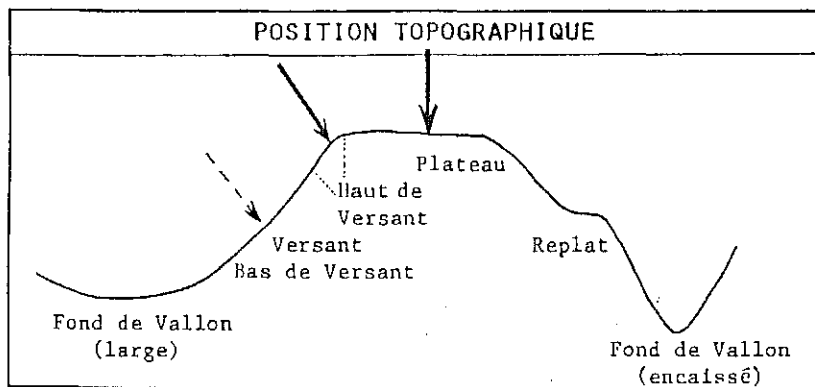 POSITION TOPOGRAPHIQUE
Plateau
Haut de
Versant
Versant
Bas de Versant
Replat
Fond de Vallon
(large)
Fond de Vallon
(encaissé)